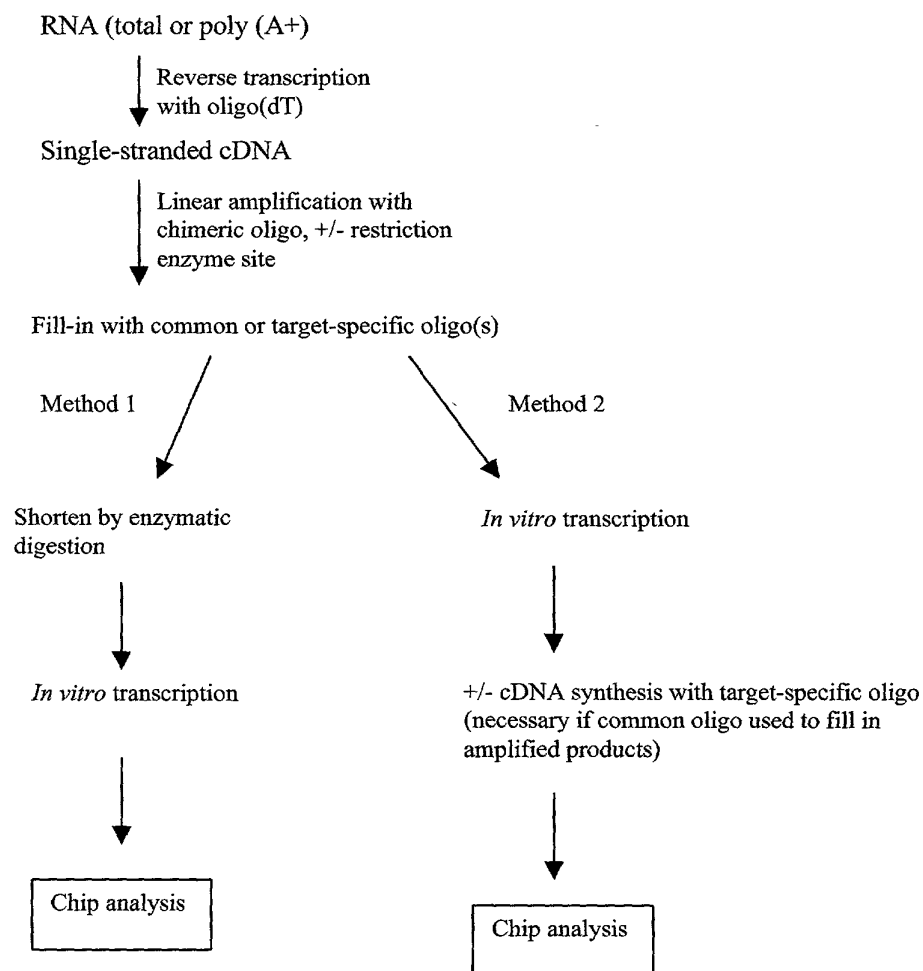 RNA (total or poly (A+)
Reverse transcription
with oligo(dT)
Single-stranded cDNA
Linear amplification with
chimeric oligo, +/- restriction
enzyme site
Fill-in with common or target-specific oligo(s)
Method 1
Method 2
Shorten by enzymatic
digestion
In vitro transcription
In vitro transcription
+/- cDNA synthesis with target-specific oligo
(necessary if common oligo used to fill in
amplified products)
Chip analysis
Chip analysis